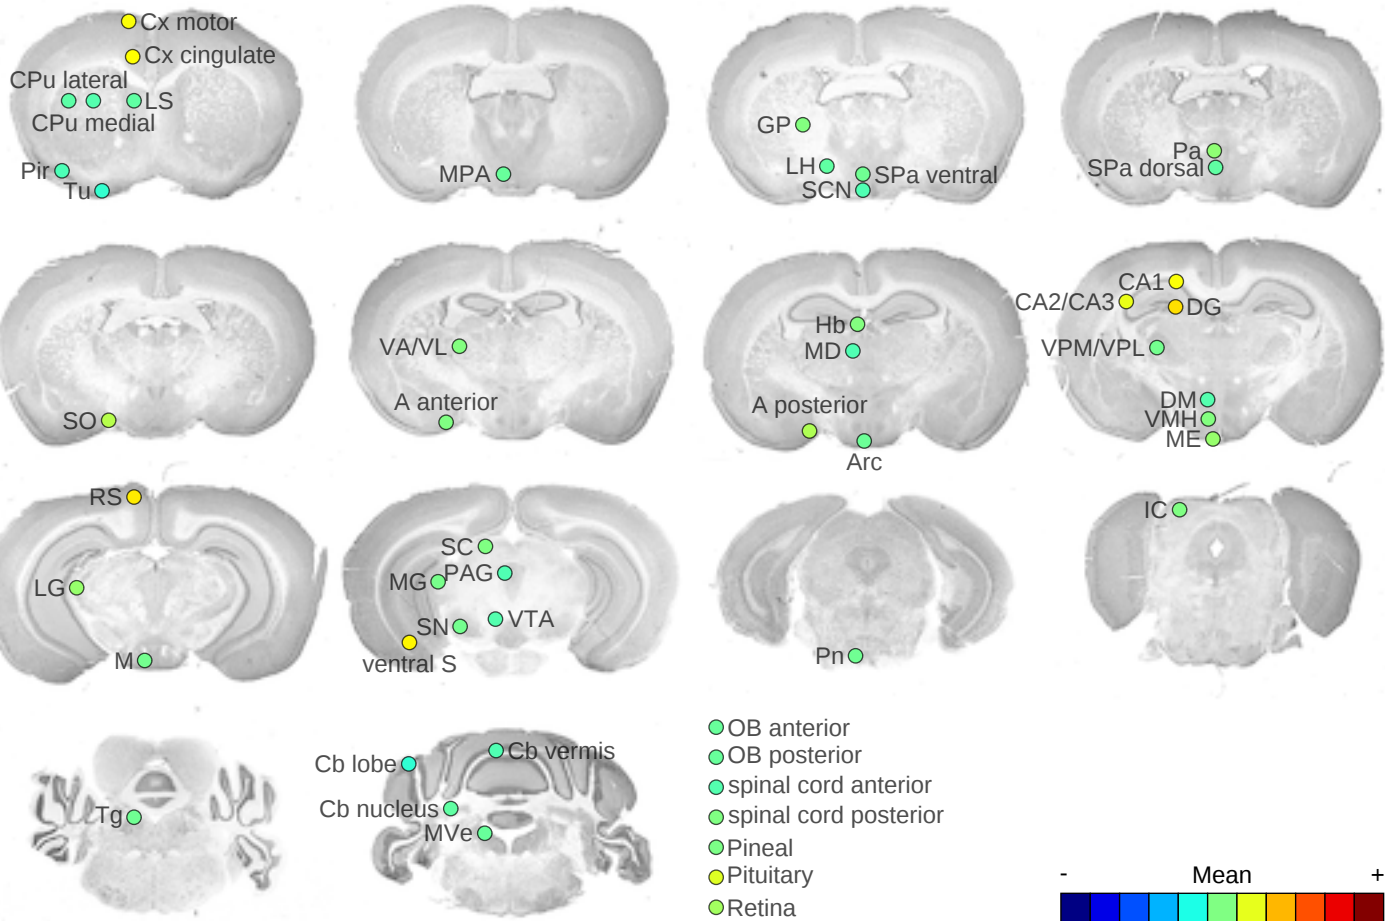 Cx motor
Cx cingulate
CPu lateral
LS
CPu medial
Pir
Tu
MPA
GP
LH
SPa ventral
SCN
Pa
SPa dorsal
SO
VA/VL
A anterior
Hb
MD
A posterior
Arc
CA1
CA2/CA3
DG
VPM/VPL
DM
VMH
ME
RS
LG
M
SC
MG
PAG
SN
VTA
ventral S
Pn
IC
Tg
Cb lobe
Cb vermis
Cb nucleus
MVe
OB anterior
OB posterior
spinal cord anterior
spinal cord posterior
Pineal
Pituitary
Retina
- Mean +